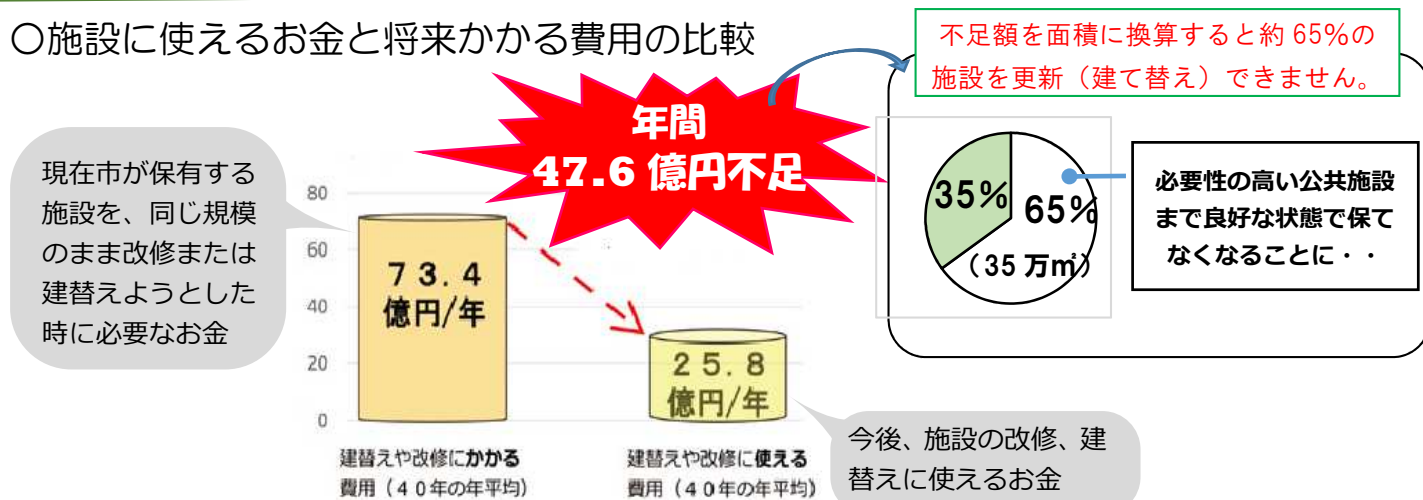 〇施設に使えるお金と将来かかる費用の比較
不足額を面積に換算すると約 65%の
施設を更新（建て替え）できません。
年間
47.6 億円不足
現在市が保有する
施設を、同じ規模
のまま改修または
建替えようとした
時に必要なお金
35%
65%
（35 万㎡）
必要性の高い公共施設
まで良好な状態で保て
なくなることに・・
80
60
40
20
0
７３.４
億円/年
２５.８
億円/年
建替えや改修にかかる
費用（４０年の年平均）
建替えや改修に使える
費用（４０年の年平均）
今後、施設の改修、建
替えに使えるお金